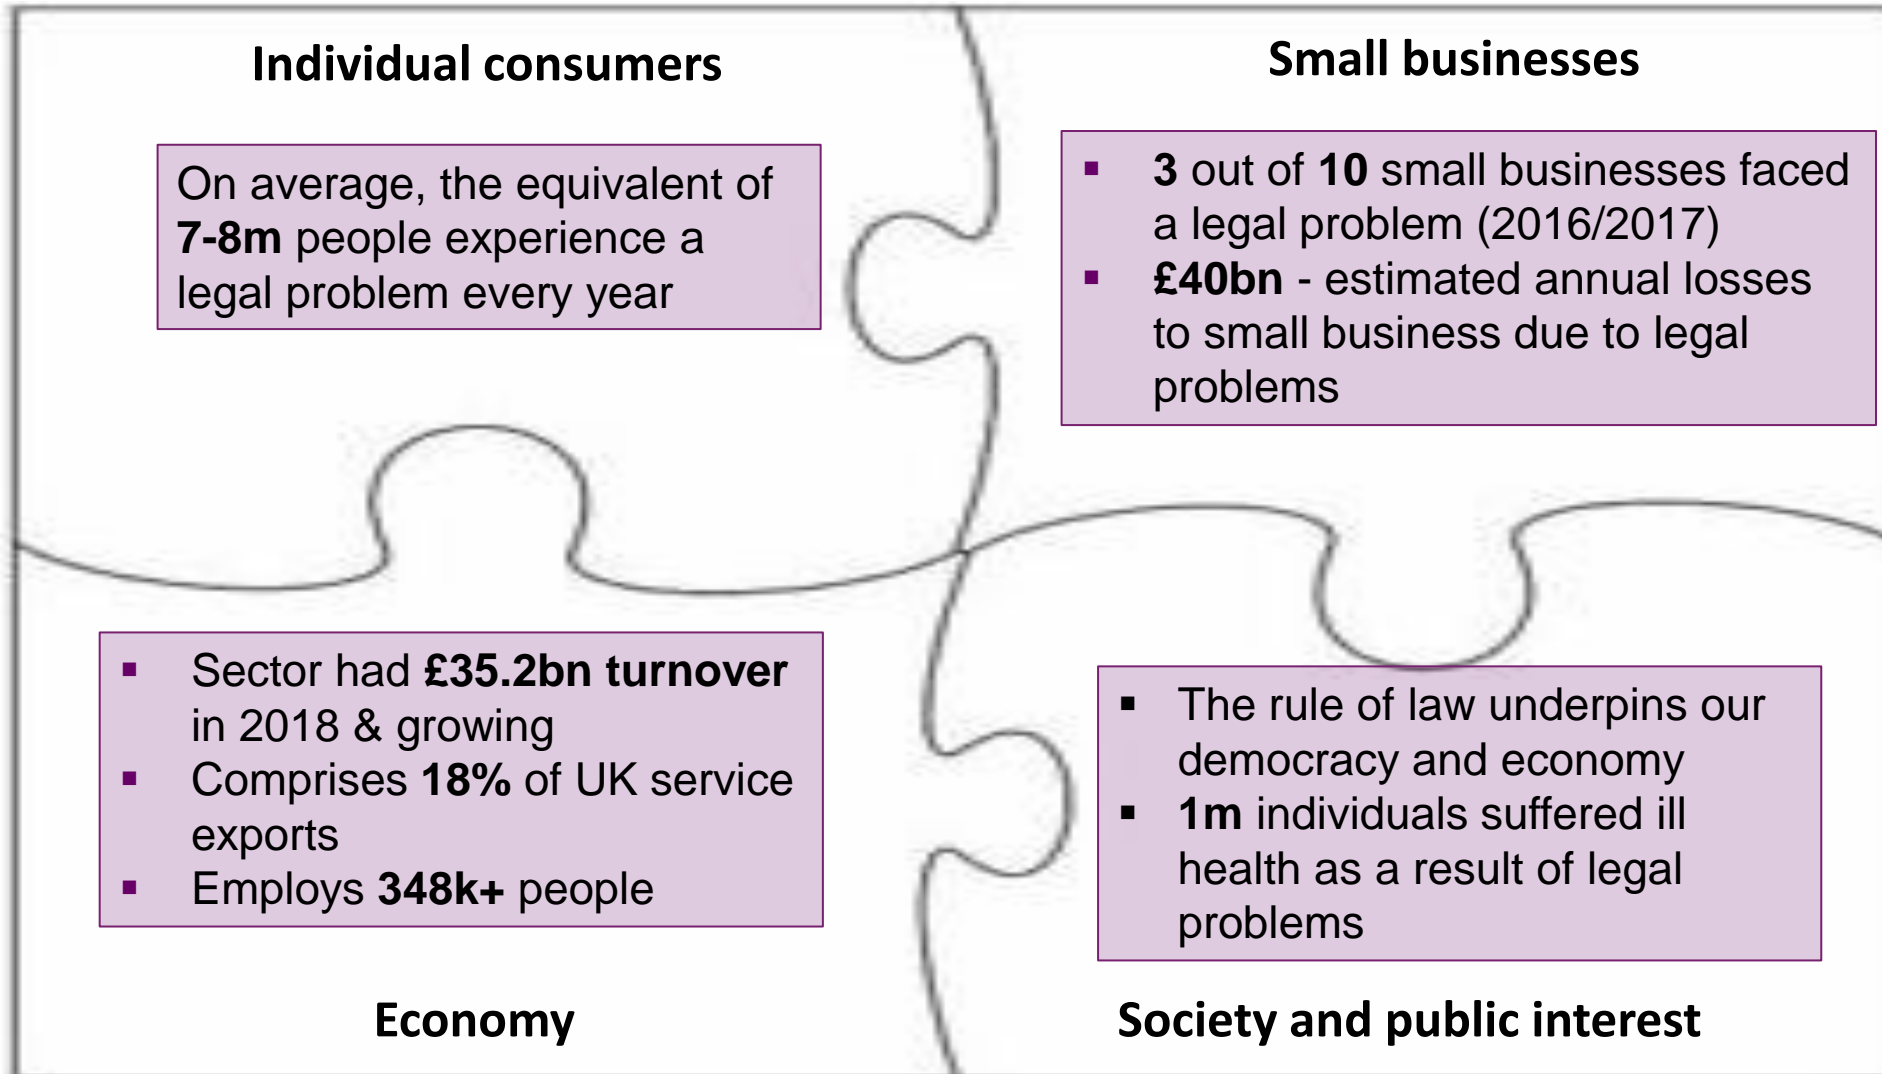 Individual consumers
On average, the equivalent of
7-8m people experience a
legal problem every year
Small businesses
▪ 3 out of 10 small businesses faced
a legal problem (2016/2017)
▪ £40bn - estimated annual losses
to small business due to legal
problems
▪ Sector had £35.2bn turnover
in 2018 & growing
▪ Comprises 18% of UK service
exports
▪ Employs 348k+ people
Economy
▪ The rule of law underpins our
democracy and economy
▪ 1m individuals suffered ill
health as a result of legal
problems
Society and public interest